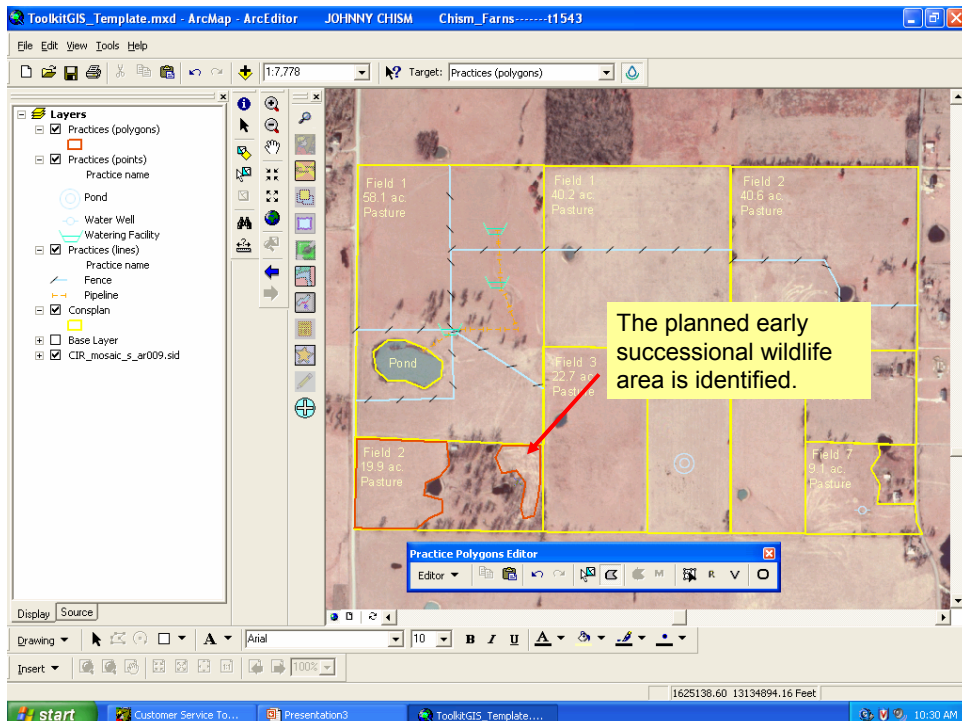 ToolkitGIS_Template.mxd - ArcMap - ArcEditor JOHNNY CHISM Chism_Farns-------t1543
File Edit View Tools Help
1:7,778 Target: Practices (polygons)
Layers
Practices (polygons)
Practices (points)
Practice name
Pond
Water Well
Watering Facility
Practices (lines)
Practice name
Fence
Pipeline
Consplan
Base Layer
CIR_mosaic_s_ar009.sid
Field 1
58.1 ac.
Pasture
Field 1
40.2 ac.
Pasture
Field 2
40.6 ac.
Pasture
The planned early
successional wildlife
area is identified.
Pond
Field 3
22.7 ac.
Pasture
Field 2
19.9 ac.
Pasture
Field 7
9.1 ac.
Pasture
Practice Polygons Editor
Editor M R V
Display Source
Drawing A Arial 10 B I U A
Insert 100%
1625138.60 13134894.16 Feet
start Customer Service To... Presentation3 ToolkitGIS_Template.... 10:30 AM